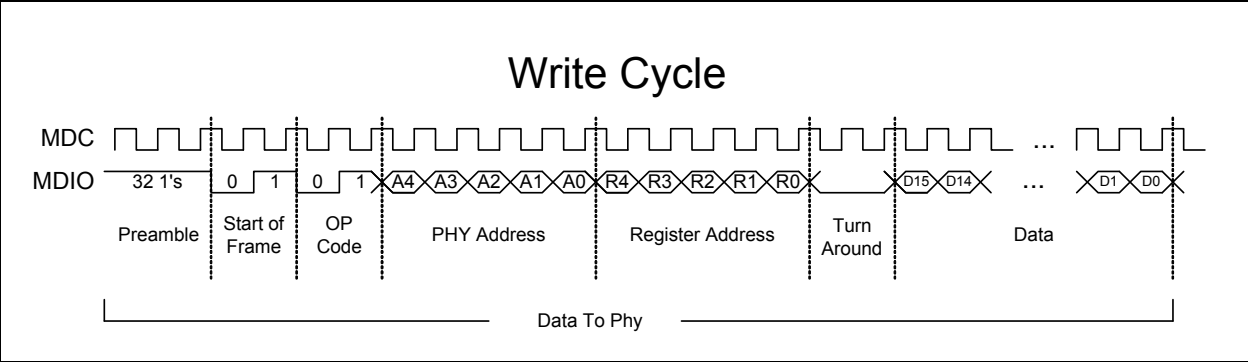 Write Cycle
MDC
...
MDIO
32 1's
0
1
0
1
A4
A3
A2
A1
A0
R4
R3
R2
R1
R0
D15
D14
...
D1
D0
Preamble
Start of
Frame
OP
Code
PHY Address
Register Address
Turn
Around
Data
Data To Phy